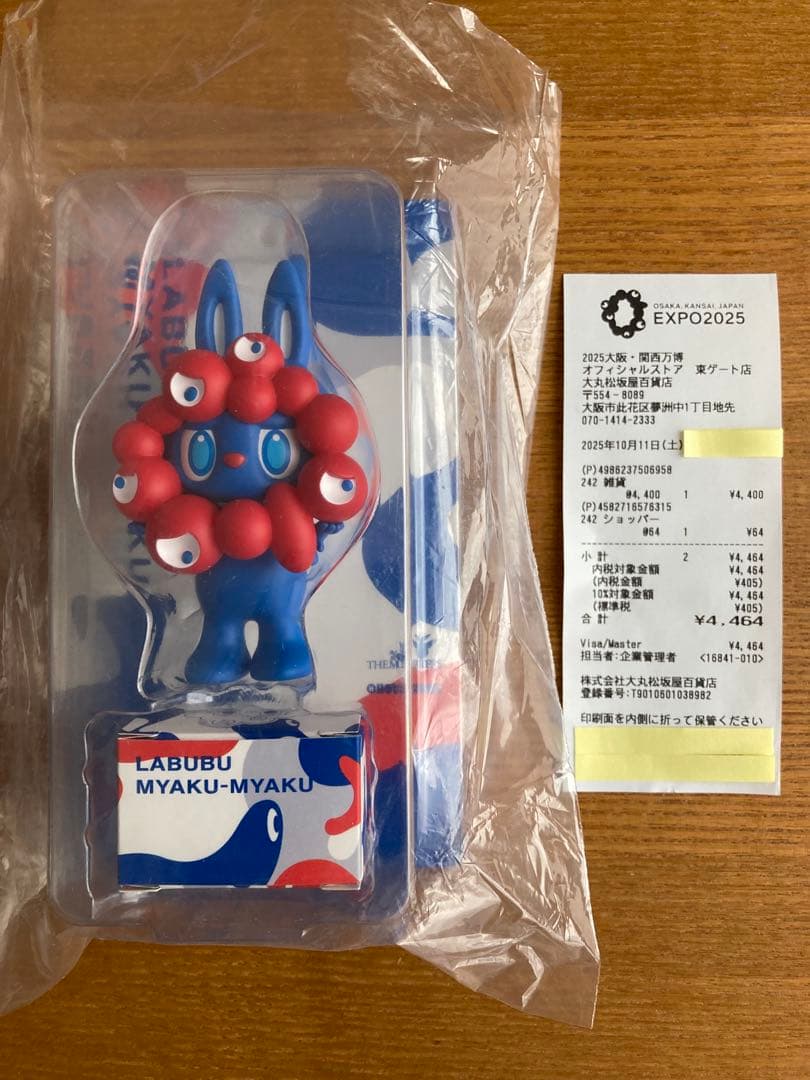 LABUBU
MYAKU-MYAKU
OSAKA, KANSAI, JAPAN
EXPO2025
2025大阪・関西万博
オフィシャルストア 東ゲート店
大丸松坂屋百貨店
〒554-8089
大阪市此花区夢洲中1丁目地先
070-1414-2333
2025年10月11日(土)
(P)4986237506958
242 雑貨
@4,400 1 ¥4,400
(P)4582716576315
242 ショッパー
@64 1 ¥64
小計 2 ¥4,464
内税対象金額 ¥4,464
(内税金額 ¥405)
10%対象金額 ¥4,464
(標準税 ¥405)
合計 ¥4,464
Visa/Master ¥4,464
担当者:企業管理者 <16841-010>
株式会社大丸松坂屋百貨店
登録番号:T9010601038982
印刷面を内側に折って保管ください